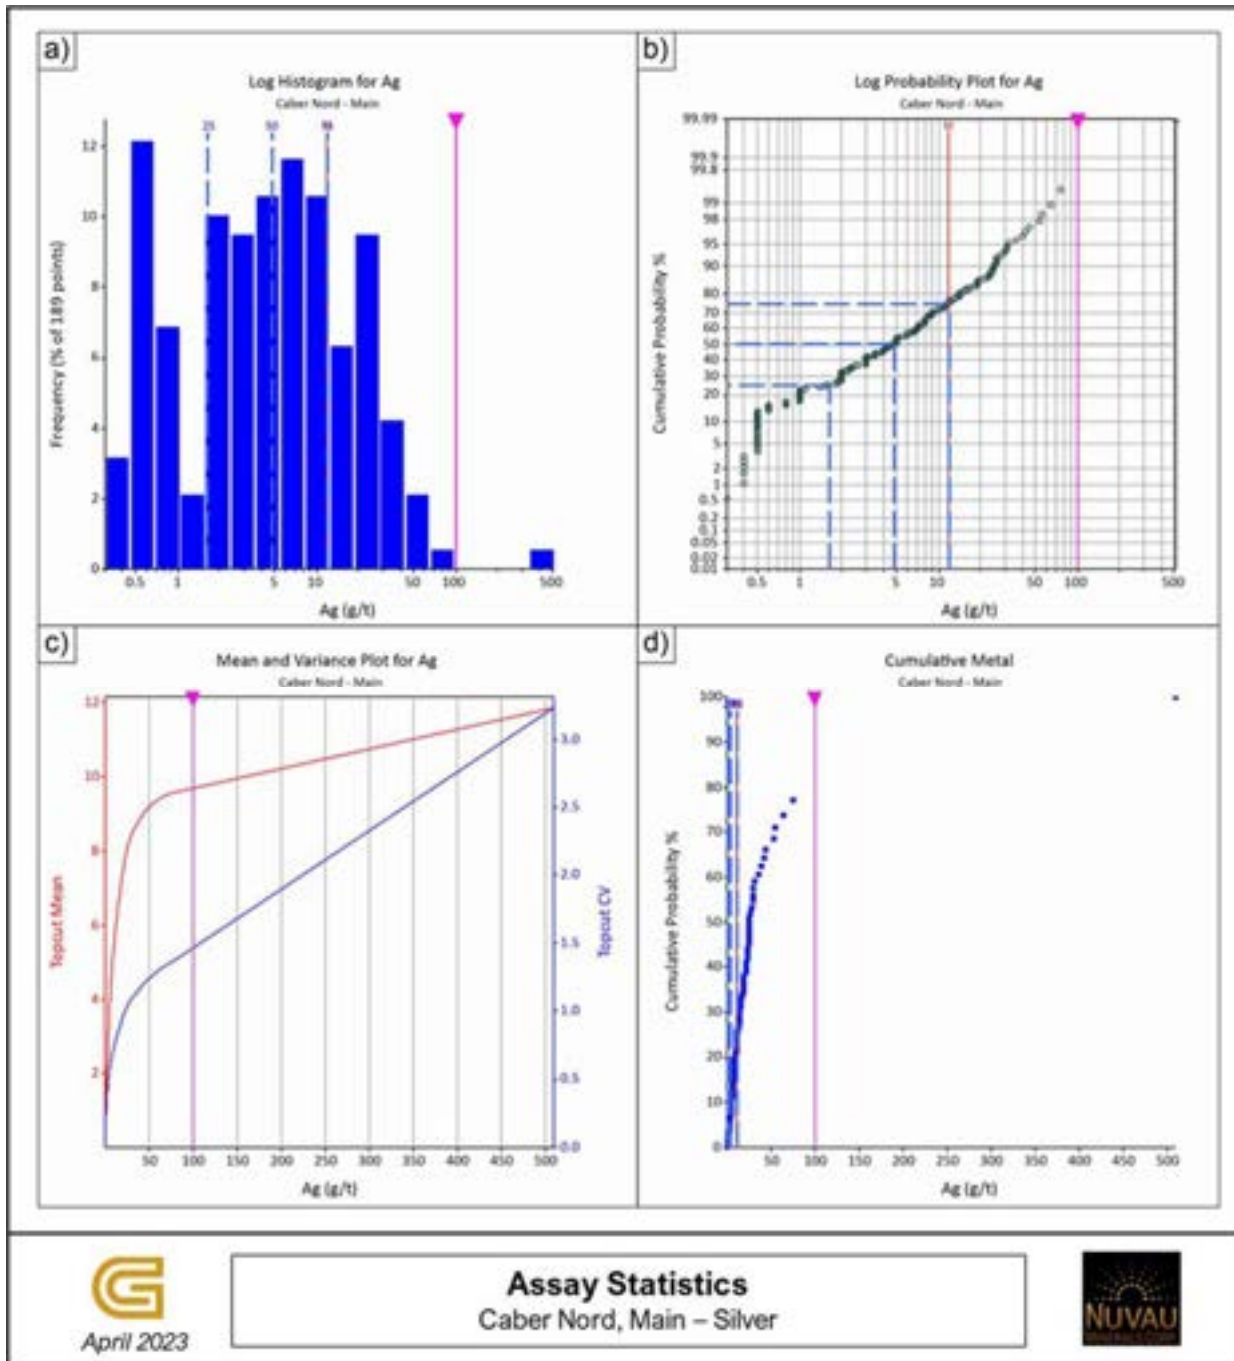 a)
Log Histogram for Ag
Caber Nord - Main
25 50
12
10
8
6
4
2
0
Frequency (% of 189 points)
0.5 1 5 10 50 100 500
Ag (g/t)
b)
Log Probability Plot for Ag
Caber Nord - Main
99.99
99.9
99.8
99
98
95
90
80
70
60
50
40
30
20
10
5
2
1
0.5
0.2
0.1
0.05
0.02
0.01
Cumulative Probability %
0.5 1 5 10 50 100 500
Ag (g/t)
c)
Mean and Variance Plot for Ag
Caber Nord - Main
12
10
8
6
4
2
Topcut Mean
3.0
2.5
2.0
1.5
1.0
0.5
0.0
Topcut CV
50 100 150 200 250 300 350 400 450 500
Ag (g/t)
d)
Cumulative Metal
Caber Nord - Main
100
90
80
70
60
50
40
30
20
10
0
Cumulative Probability %
50 100 150 200 250 300 350 400 450 500
Ag (g/t)
April 2023
Assay Statistics
Caber Nord, Main – Silver
NUVAU